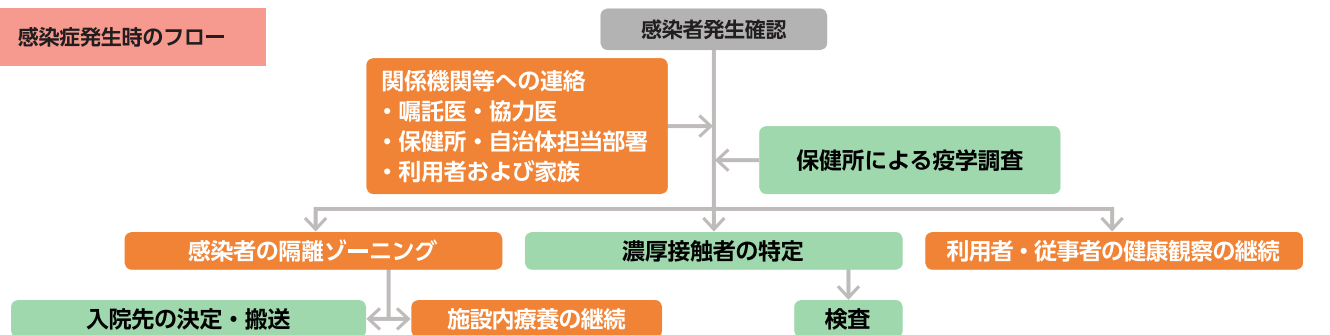 感染症発生時のフロー
感染者発生確認
関係機関等への連絡
・嘱託医・協力医
・保健所・自治体担当部署
・利用者および家族
保健所による疫学調査
感染者の隔離ゾーニング
濃厚接触者の特定
利用者・従事者の健康観察の継続
入院先の決定・搬送
施設内療養の継続
検査